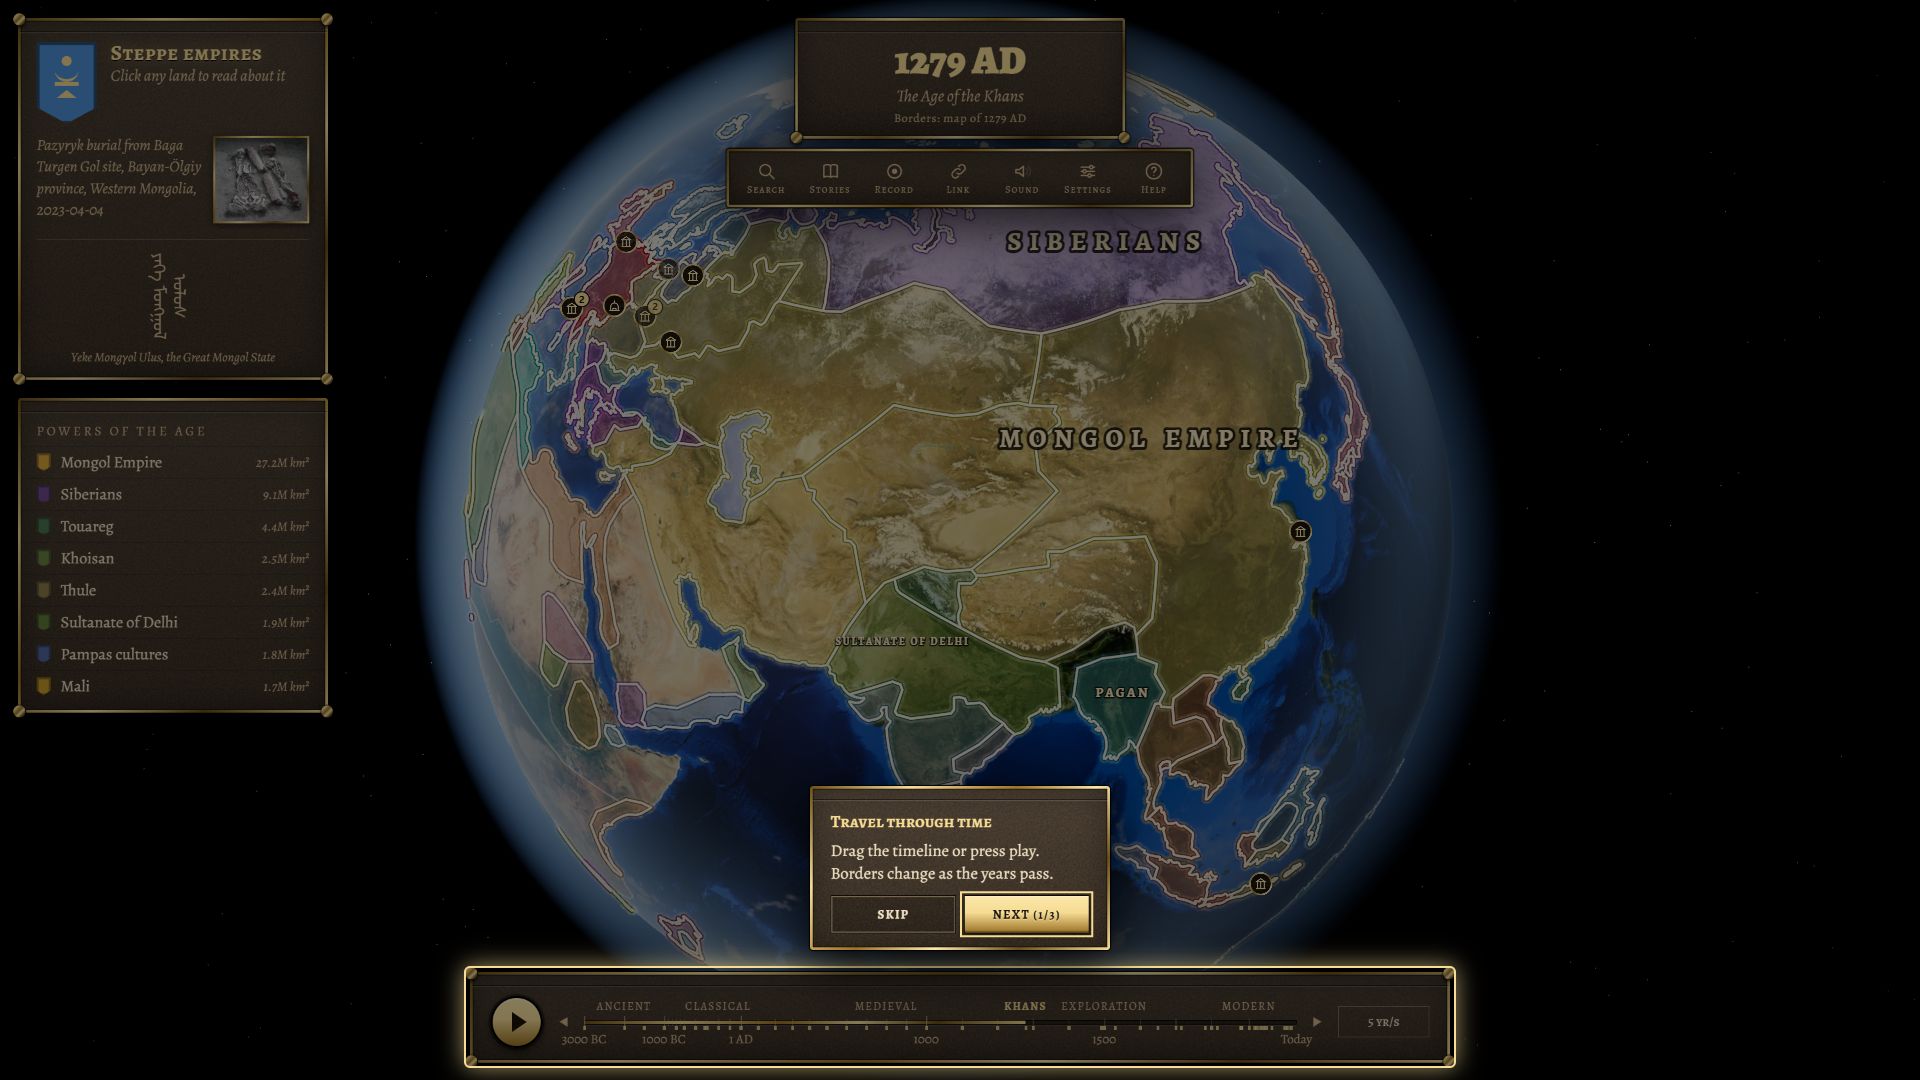 STEPPE EMPIRES
Click any land to read about it
Pazyryk burial from Baga
Turgen Gol site, Bayan-Ölgiy
province, Western Mongolia,
2023-04-04
Yeke Mongyol Ulus, the Great Mongol State
POWERS OF THE AGE
Mongol Empire 27.2M km²
Siberians 9.1M km²
Touareg 4.4M km²
Khoisan 2.5M km²
Thule 2.4M km²
Sultanate of Delhi 1.9M km²
Pampas cultures 1.8M km²
Mali 1.7M km²
1279 AD
The Age of the Khans
Borders: map of 1279 AD
SEARCH STORIES RECORD LINK SOUND SETTINGS HELP
SIBERIANS
2
2
MONGOL EMPIRE
SULTANATE OF DELHI
PAGAN
TRAVEL THROUGH TIME
Drag the timeline or press play.
Borders change as the years pass.
SKIP NEXT (1/3)
ANCIENT CLASSICAL MEDIEVAL KHANS EXPLORATION MODERN
5 YR/S
3000 BC 1000 BC 1 AD 1000 1500 Today